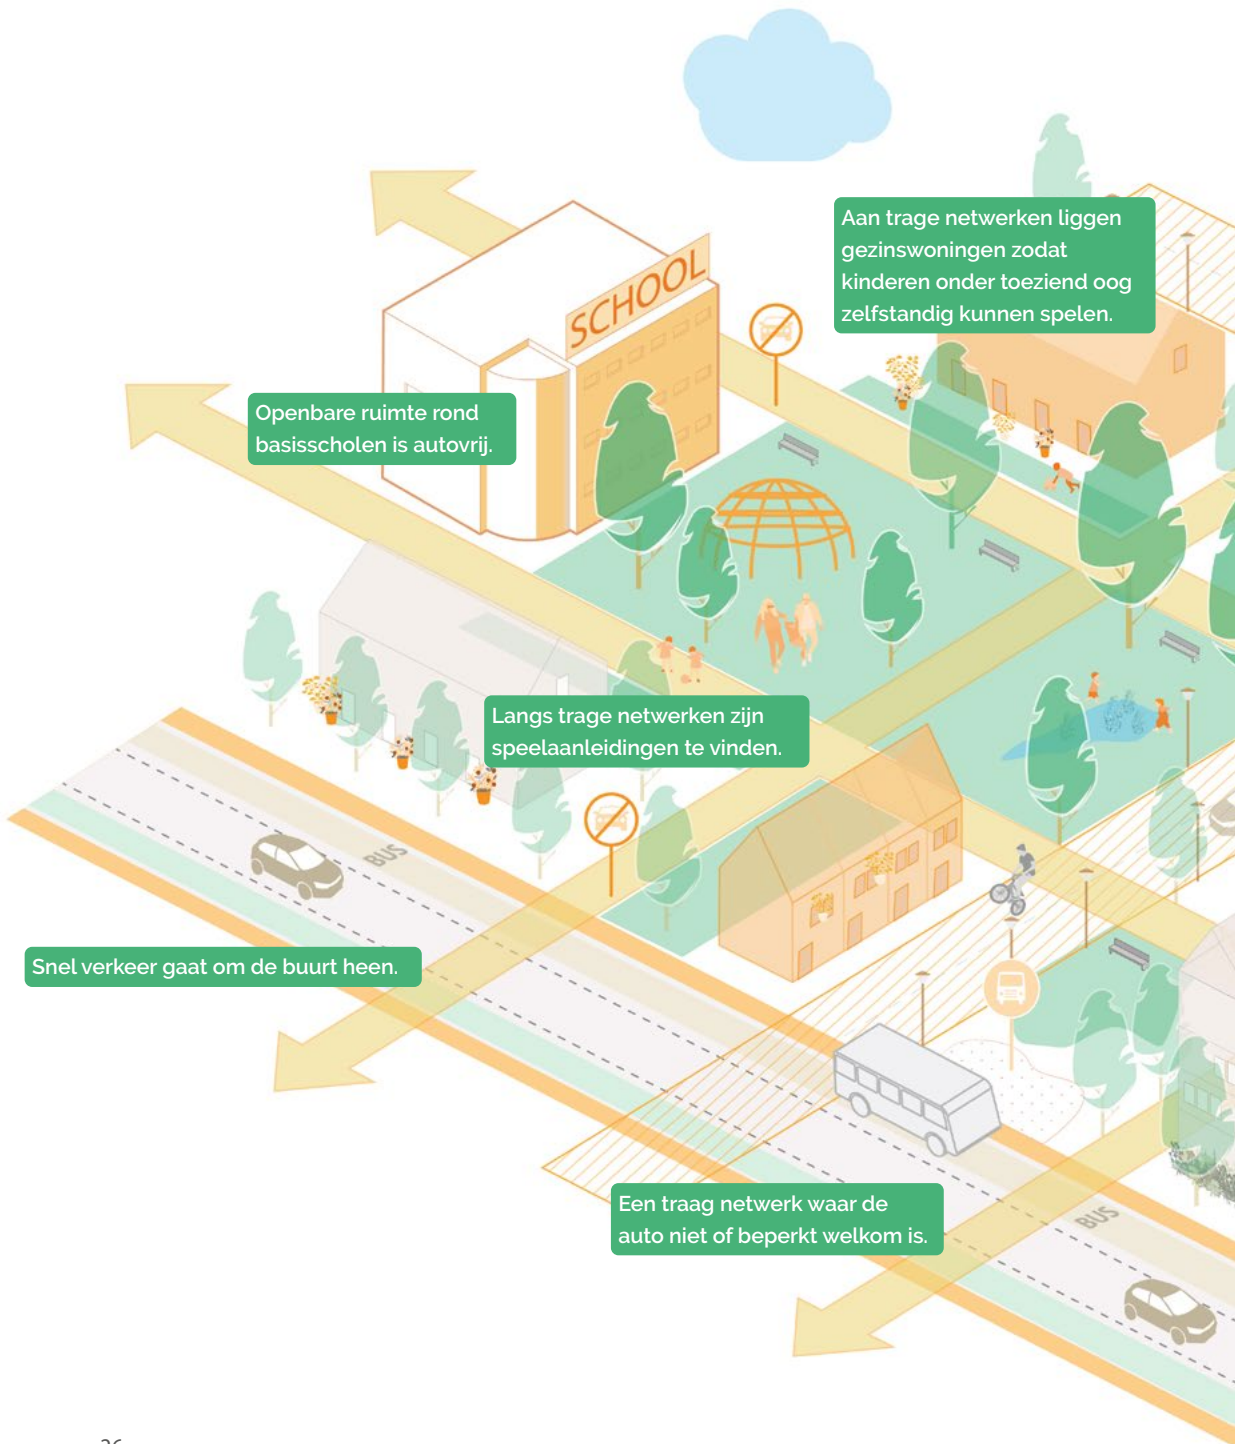 Aan trage netwerken liggen
gezinswoningen zodat
kinderen onder toeziend oog
zelfstandig kunnen spelen.
SCHOOL
Openbare ruimte rond
basisscholen is autovrij.
Langs trage netwerken zijn
speelaanleidingen te vinden.
BUS
Snel verkeer gaat om de buurt heen.
Een traag netwerk waar de
auto niet of beperkt welkom is.
BUS